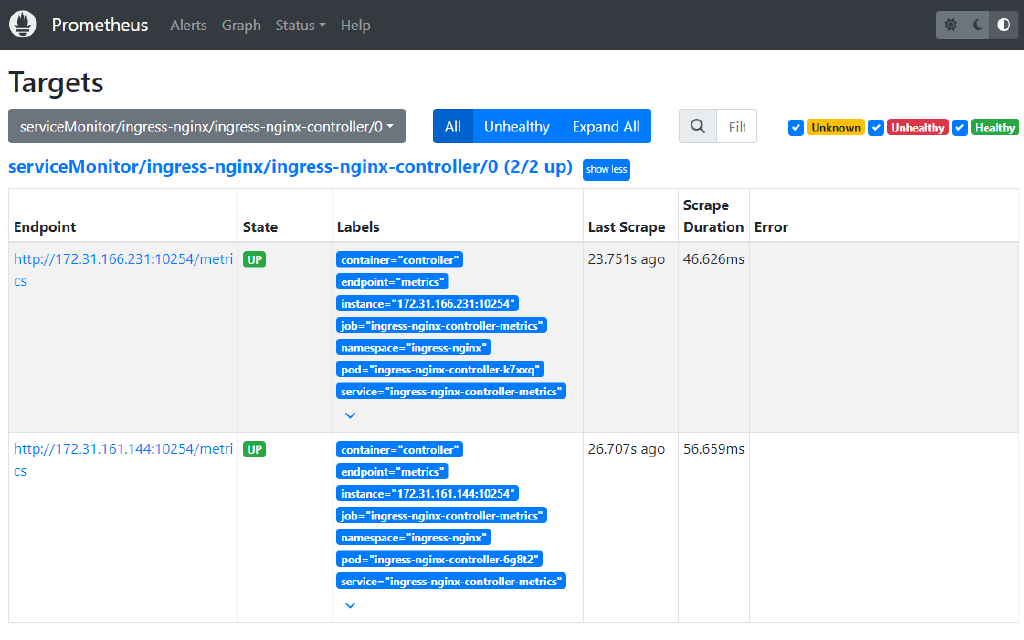 Prometheus Alerts Graph Status Help
Targets
serviceMonitor/ingress-nginx/ingress-nginx-controller/0 All Unhealthy Expand All Filt Unknown Unhealthy Healthy
serviceMonitor/ingress-nginx/ingress-nginx-controller/0 (2/2 up) show less
Endpoint State Labels Last Scrape Scrape Duration Error
http://172.31.166.231:10254/metri
cs
UP
container="controller"
endpoint="metrics"
instance="172.31.166.231:10254"
job="ingress-nginx-controller-metrics"
namespace="ingress-nginx"
pod="ingress-nginx-controller-k7xxq"
service="ingress-nginx-controller-metrics"
23.751s ago
46.626ms
http://172.31.161.144:10254/metri
cs
UP
container="controller"
endpoint="metrics"
instance="172.31.161.144:10254"
job="ingress-nginx-controller-metrics"
namespace="ingress-nginx"
pod="ingress-nginx-controller-6g8t2"
service="ingress-nginx-controller-metrics"
26.707s ago
56.659ms